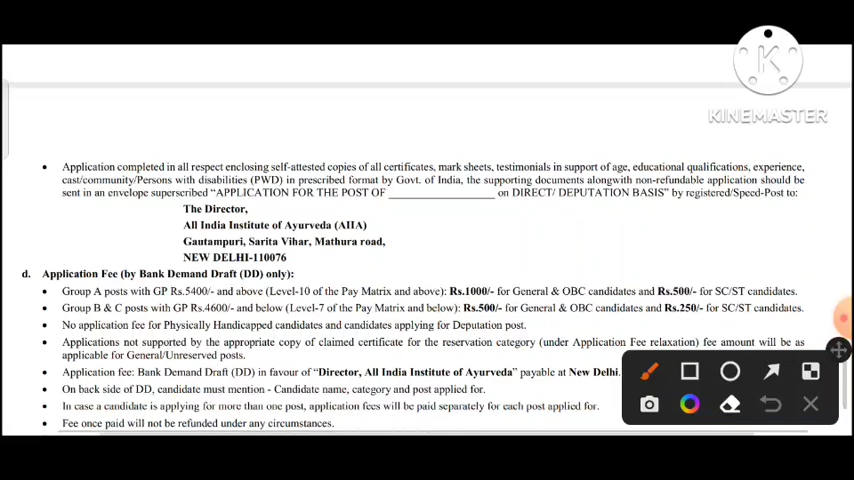 KINEMASTER
• Application completed in all respect enclosing self-attested copies of all certificates, mark sheets, testimonials in support of age, educational qualifications, experience,
cast/community/Persons with disabilities (PWD) in prescribed format by Govt. of India, the supporting documents alongwith non-refundable application should be
sent in an envelope superscribed “APPLICATION FOR THE POST OF ____________________ on DIRECT/ DEPUTATION BASIS” by registered/Speed-Post to:
The Director,
All India Institute of Ayurveda (AIIA)
Gautampuri, Sarita Vihar, Mathura road,
NEW DELHI-110076
d. Application Fee (by Bank Demand Draft (DD) only):
• Group A posts with GP Rs.5400/- and above (Level-10 of the Pay Matrix and above): Rs.1000/- for General & OBC candidates and Rs.500/- for SC/ST candidates.
• Group B & C posts with GP Rs.4600/- and below (Level-7 of the Pay Matrix and below): Rs.500/- for General & OBC candidates and Rs.250/- for SC/ST candidates.
• No application fee for Physically Handicapped candidates and candidates applying for Deputation post.
• Applications not supported by the appropriate copy of claimed certificate for the reservation category (under Application Fee relaxation) fee amount will be as
applicable for General/Unreserved posts.
• Application fee: Bank Demand Draft (DD) in favour of “Director, All India Institute of Ayurveda” payable at New Delhi.
• On back side of DD, candidate must mention - Candidate name, category and post applied for.
• In case a candidate is applying for more than one post, application fees will be paid separately for each post applied for.
• Fee once paid will not be refunded under any circumstances.